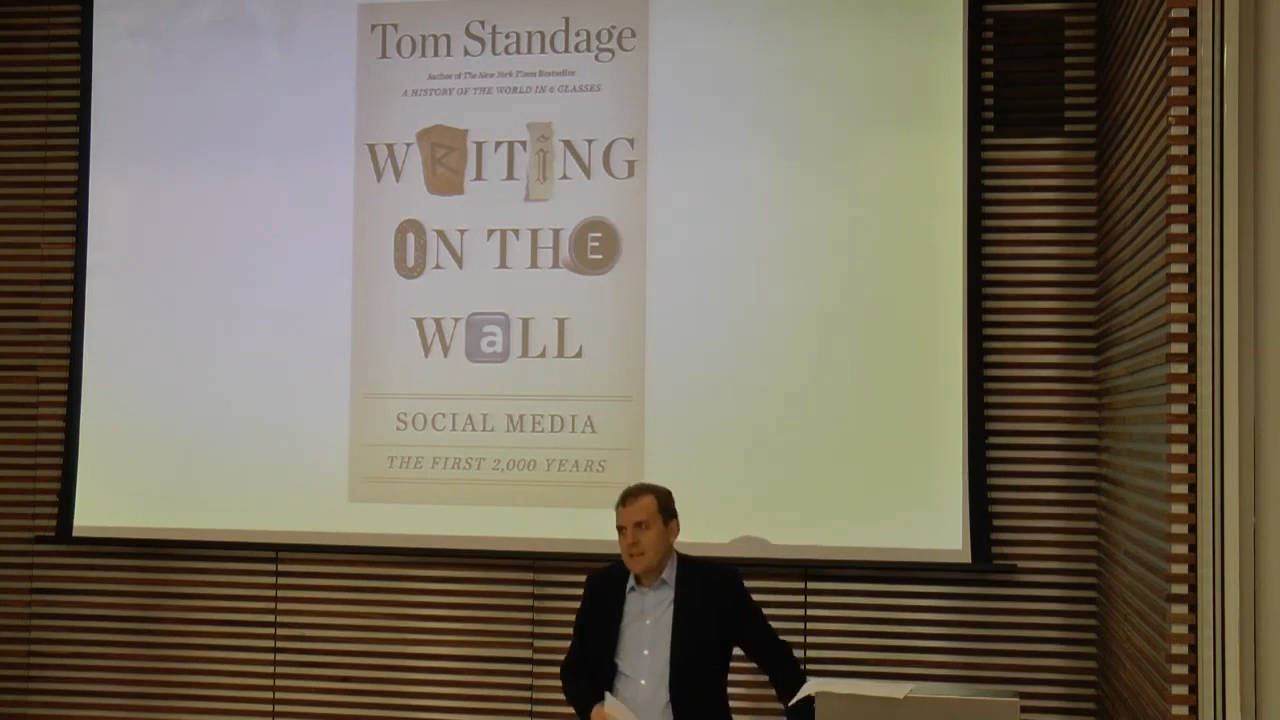 Tom Standage
Author of The New York Times Bestseller
A HISTORY OF THE WORLD IN 6 GLASSES
WRITING
ON THE
WaLL
SOCIAL MEDIA
THE FIRST 2,000 YEARS